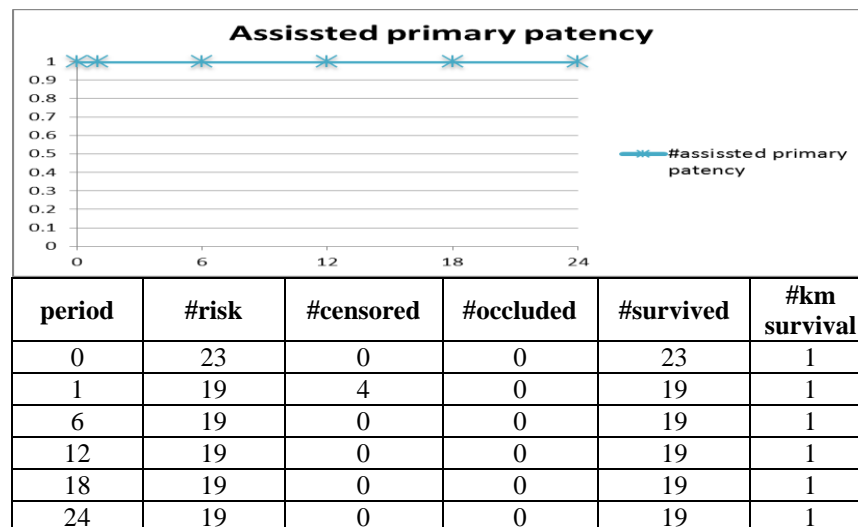 Assissted primary patency
1
0.9
0.8
0.7
0.6
0.5
0.4
0.3
0.2
0.1
0
0 6 12 18 24
#assissted primary
patency
period #risk #censored #occluded #survived #km survival
0 23 0 0 23 1
1 19 4 0 19 1
6 19 0 0 19 1
12 19 0 0 19 1
18 19 0 0 19 1
24 19 0 0 19 1